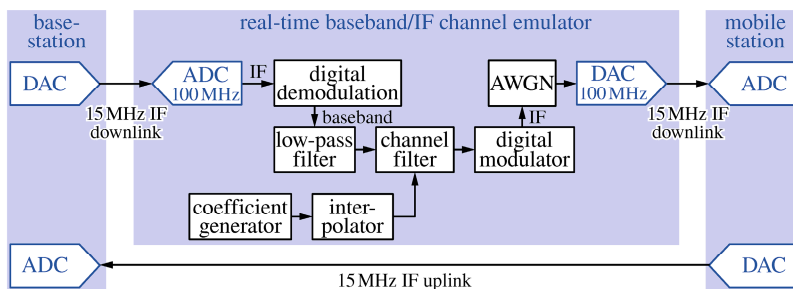 base-
station
real-time baseband/IF channel emulator
mobile
station
DAC
ADC
100 MHz
IF
digital
demodulation
AWGN
DAC
100 MHz
ADC
15 MHz IF
downlink
baseband
IF
15 MHz IF
downlink
low-pass
filter
channel
filter
digital
modulator
coefficient
generator
inter-
polator
ADC
DAC
15 MHz IF uplink